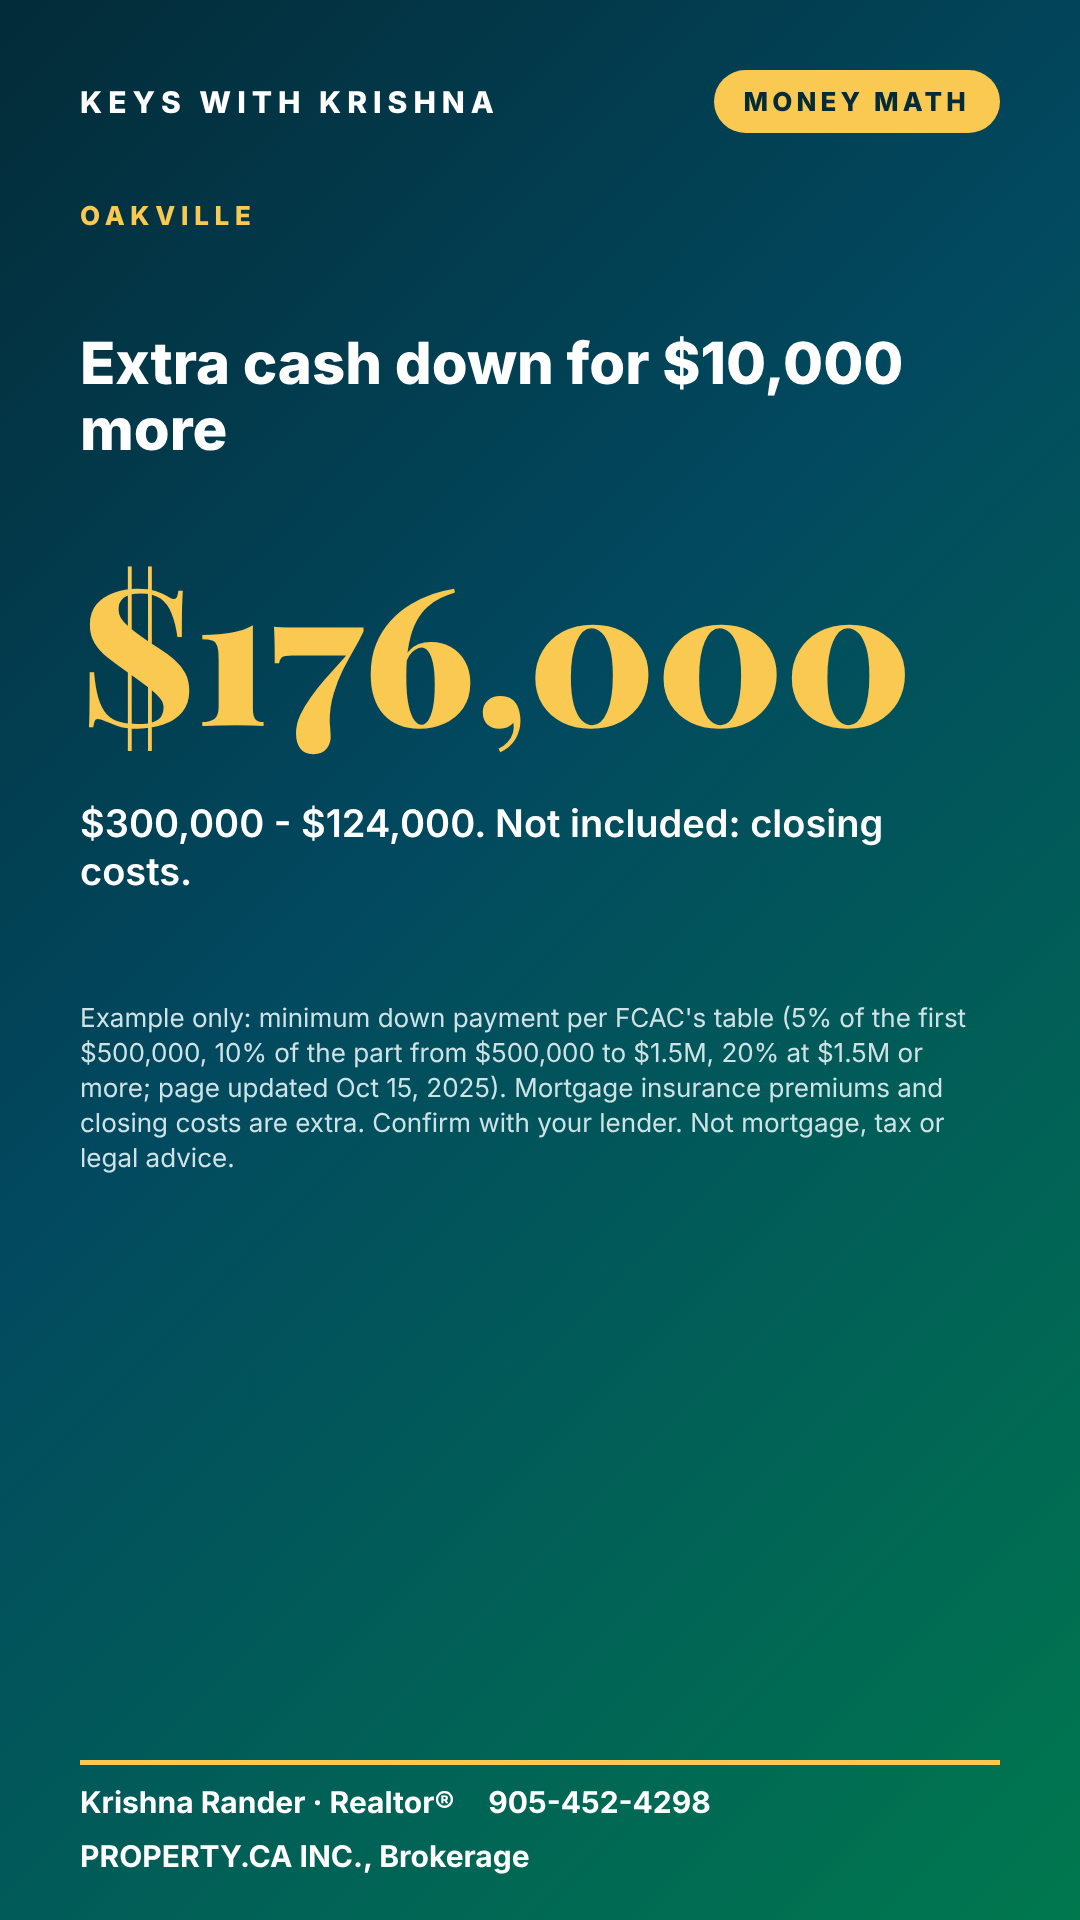 KEYS WITH KRISHNA
MONEY MATH
OAKVILLE
Extra cash down for $10,000
more
$176,000
$300,000 - $124,000. Not included: closing
costs.
Example only: minimum down payment per FCAC's table (5% of the first
$500,000, 10% of the part from $500,000 to $1.5M, 20% at $1.5M or
more; page updated Oct 15, 2025). Mortgage insurance premiums and
closing costs are extra. Confirm with your lender. Not mortgage, tax or
legal advice.
Krishna Rander · Realtor® 905-452-4298
PROPERTY.CA INC., Brokerage